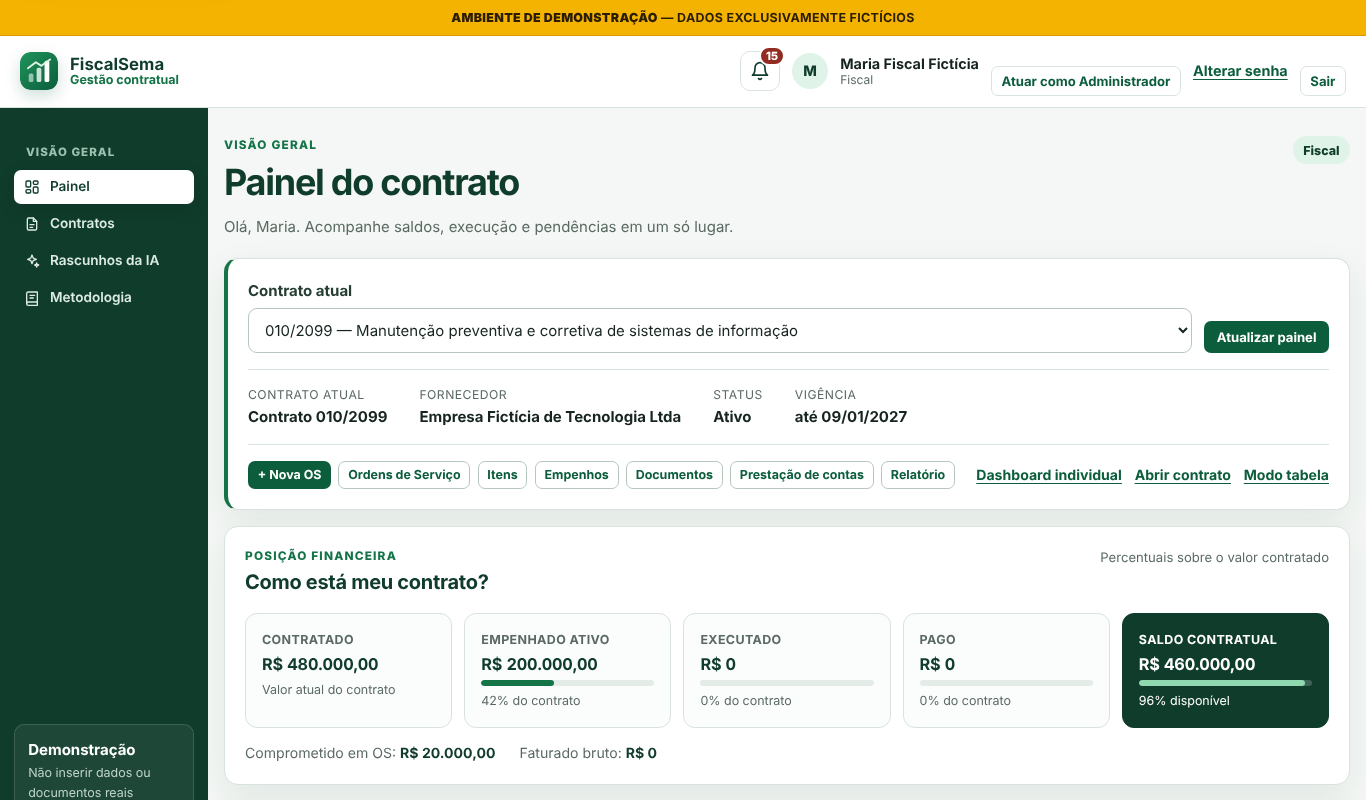 AMBIENTE DE DEMONSTRAÇÃO — DADOS EXCLUSIVAMENTE FICTÍCIOS
FiscalSema
Gestão contratual
15
M
Maria Fiscal Fictícia
Fiscal
Atuar como Administrador
Alterar senha
Sair
VISÃO GERAL
Painel
Contratos
Rascunhos da IA
Metodologia
Demonstração
Não inserir dados ou
documentos reais
VISÃO GERAL
Fiscal
Painel do contrato
Olá, Maria. Acompanhe saldos, execução e pendências em um só lugar.
Contrato atual
010/2099 — Manutenção preventiva e corretiva de sistemas de informação
Atualizar painel
CONTRATO ATUAL
Contrato 010/2099
FORNECEDOR
Empresa Fictícia de Tecnologia Ltda
STATUS
Ativo
VIGÊNCIA
até 09/01/2027
+ Nova OS
Ordens de Serviço
Itens
Empenhos
Documentos
Prestação de contas
Relatório
Dashboard individual
Abrir contrato
Modo tabela
POSIÇÃO FINANCEIRA
Percentuais sobre o valor contratado
Como está meu contrato?
CONTRATADO
R$ 480.000,00
Valor atual do contrato
EMPENHADO ATIVO
R$ 200.000,00
42% do contrato
EXECUTADO
R$ 0
0% do contrato
PAGO
R$ 0
0% do contrato
SALDO CONTRATUAL
R$ 460.000,00
96% disponível
Comprometido em OS: R$ 20.000,00
Faturado bruto: R$ 0